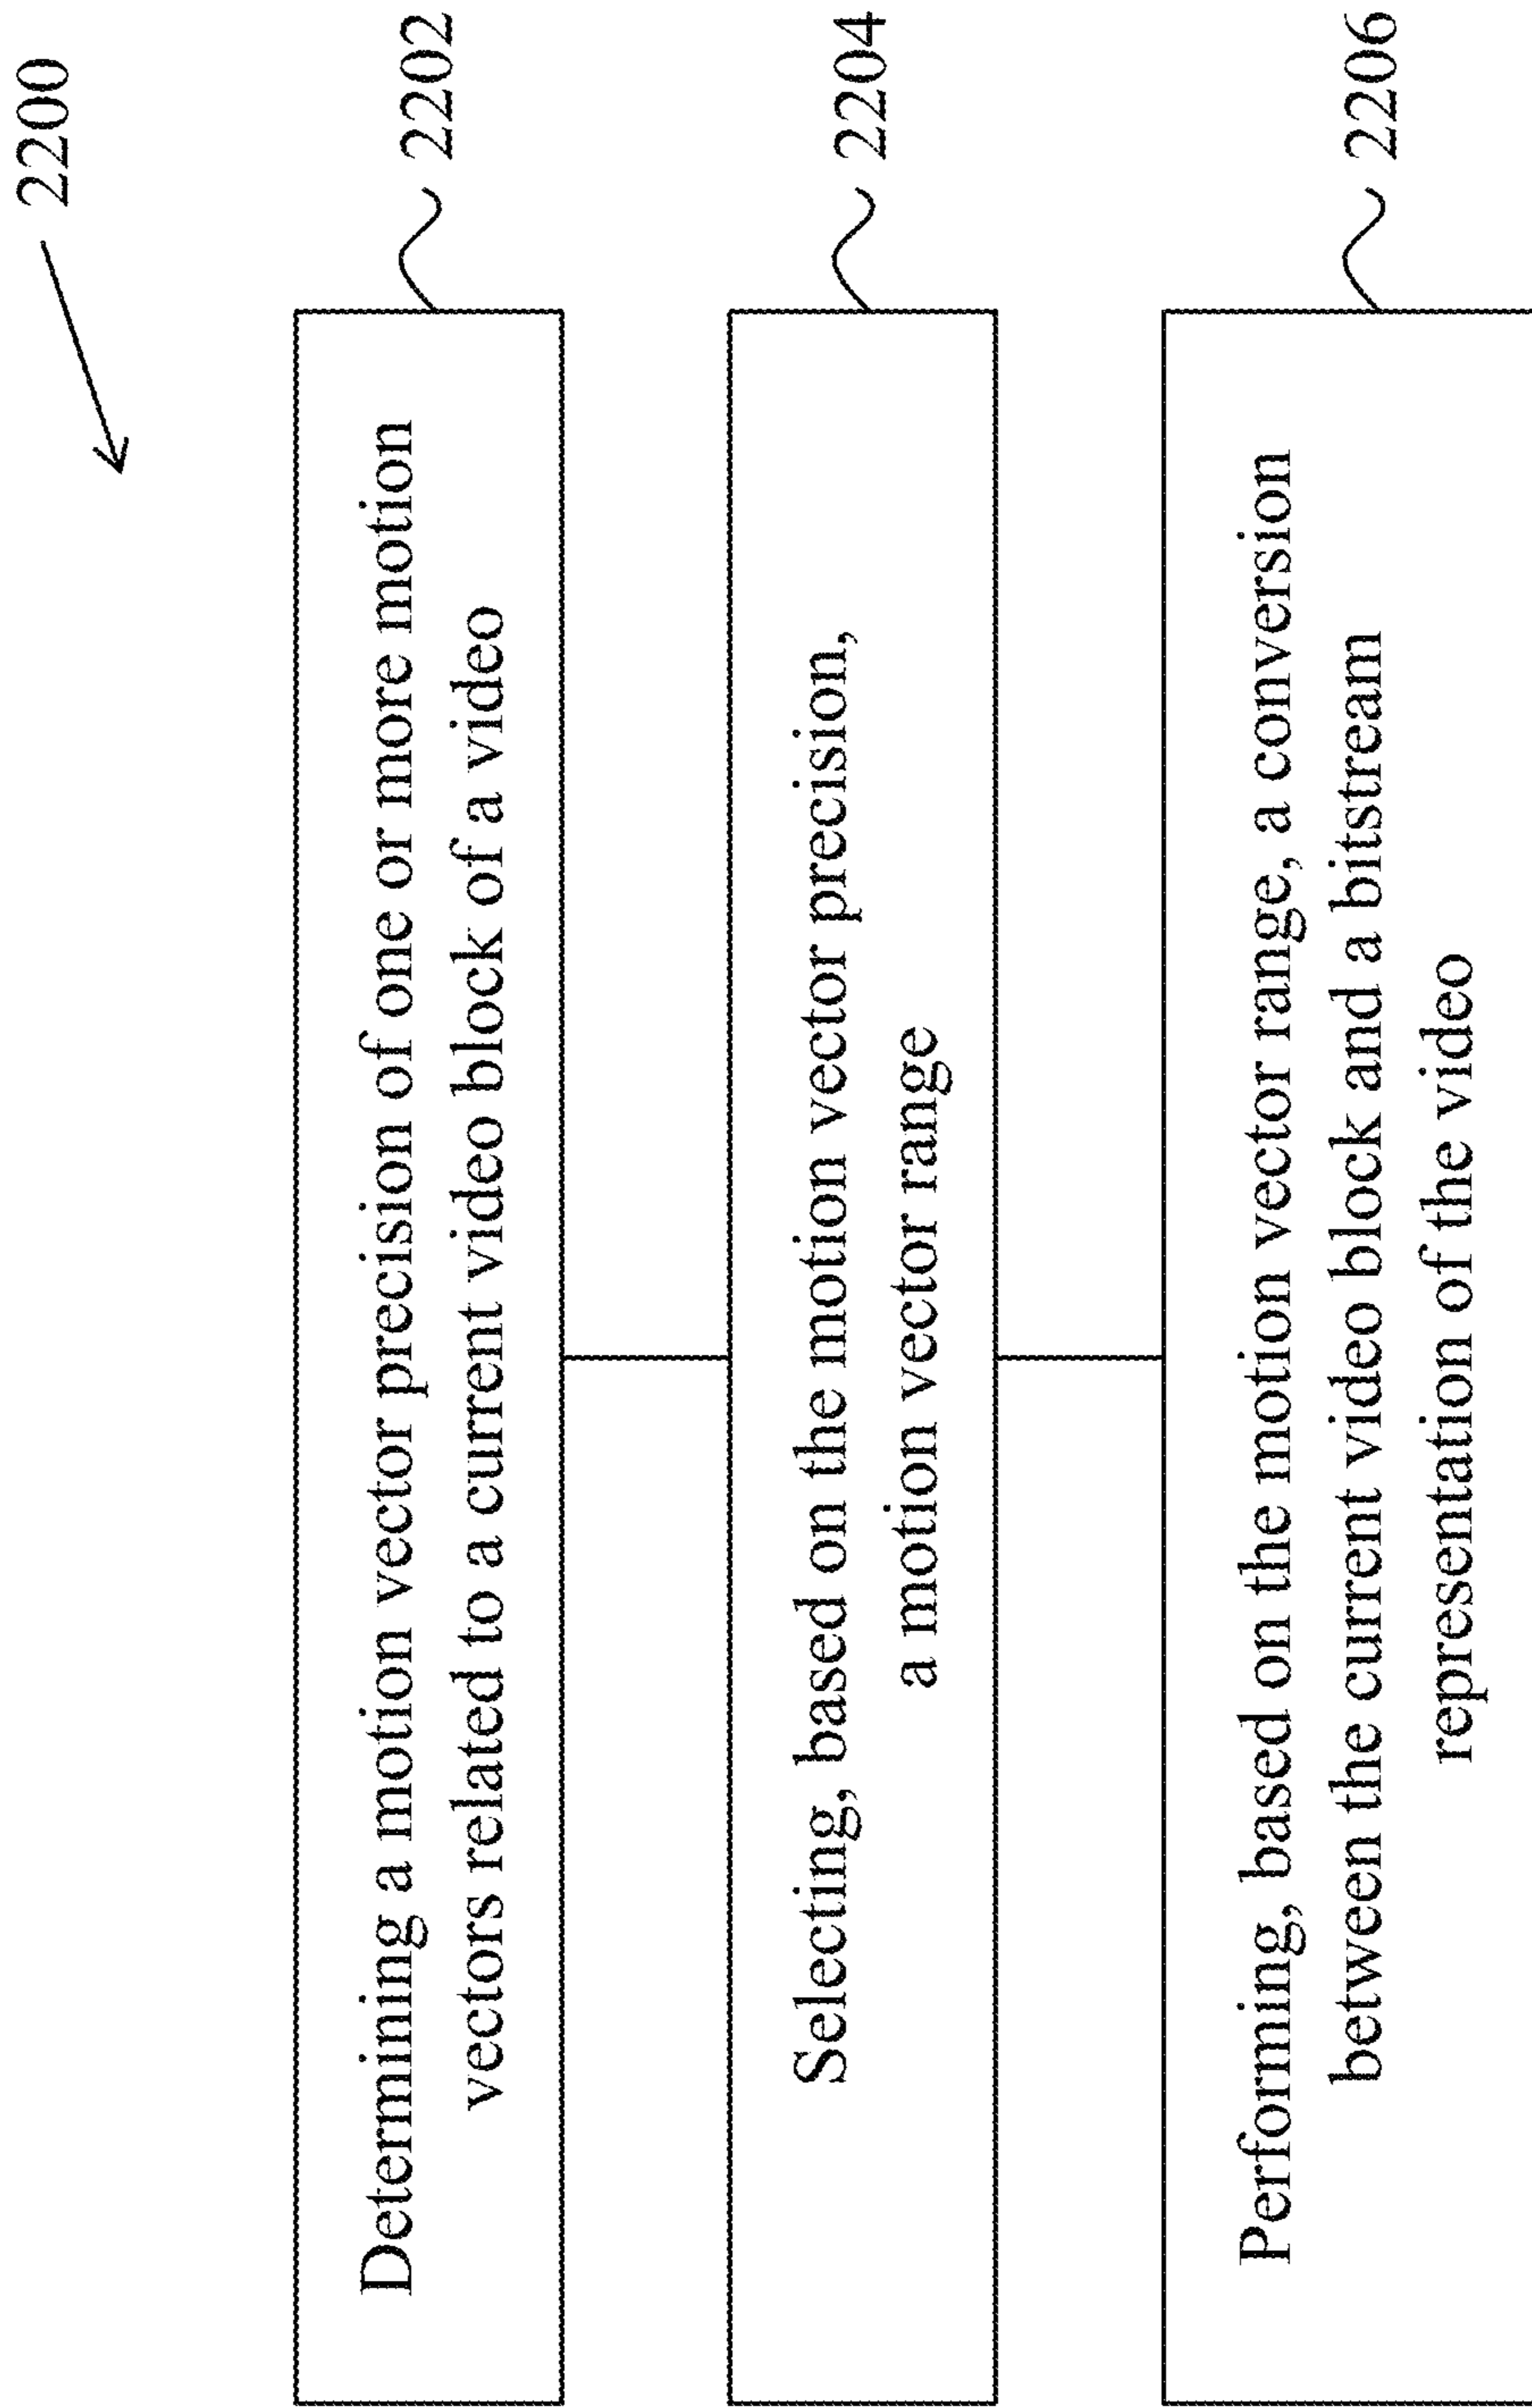 2200
Determining a motion vector precision of one or more motion
vectors related to a current video block of a video
2202
Selecting, based on the motion vector precision,
a motion vector range
2204
Performing, based on the motion vector range, a conversion
between the current video block and a bitstream
representation of the video
2206